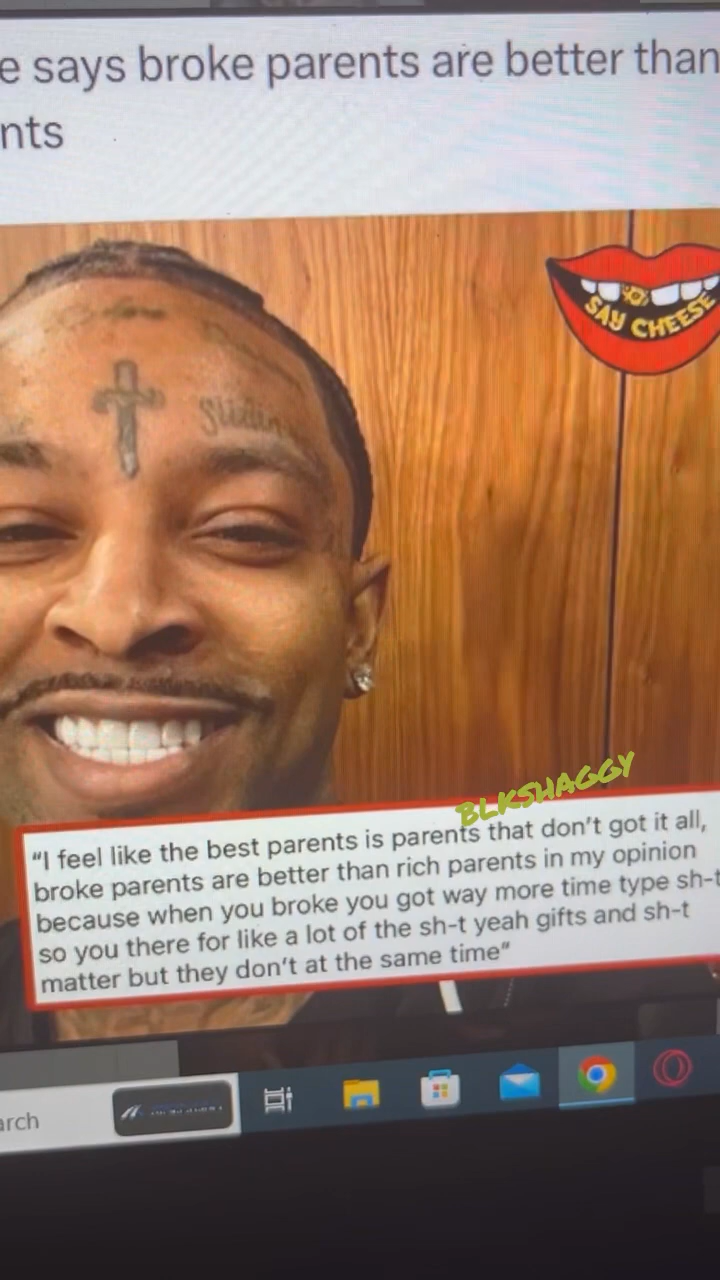 e says broke parents are better than
nts
SAY CHEESE
Slidin
BLKSHAGGY
“I feel like the best parents is parents that don’t got it all,
broke parents are better than rich parents in my opinion
because when you broke you got way more time type sh-t
so you there for like a lot of the sh-t yeah gifts and sh-t
matter but they don’t at the same time”
arch